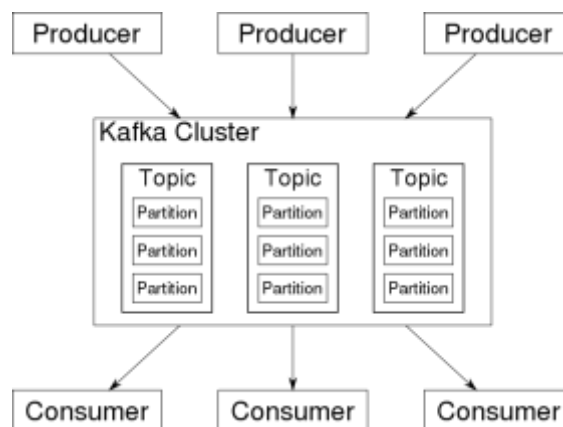 Producer Producer Producer
Kafka Cluster
Topic Topic Topic
Partition Partition Partition
Partition Partition Partition
Partition Partition Partition
Consumer Consumer Consumer